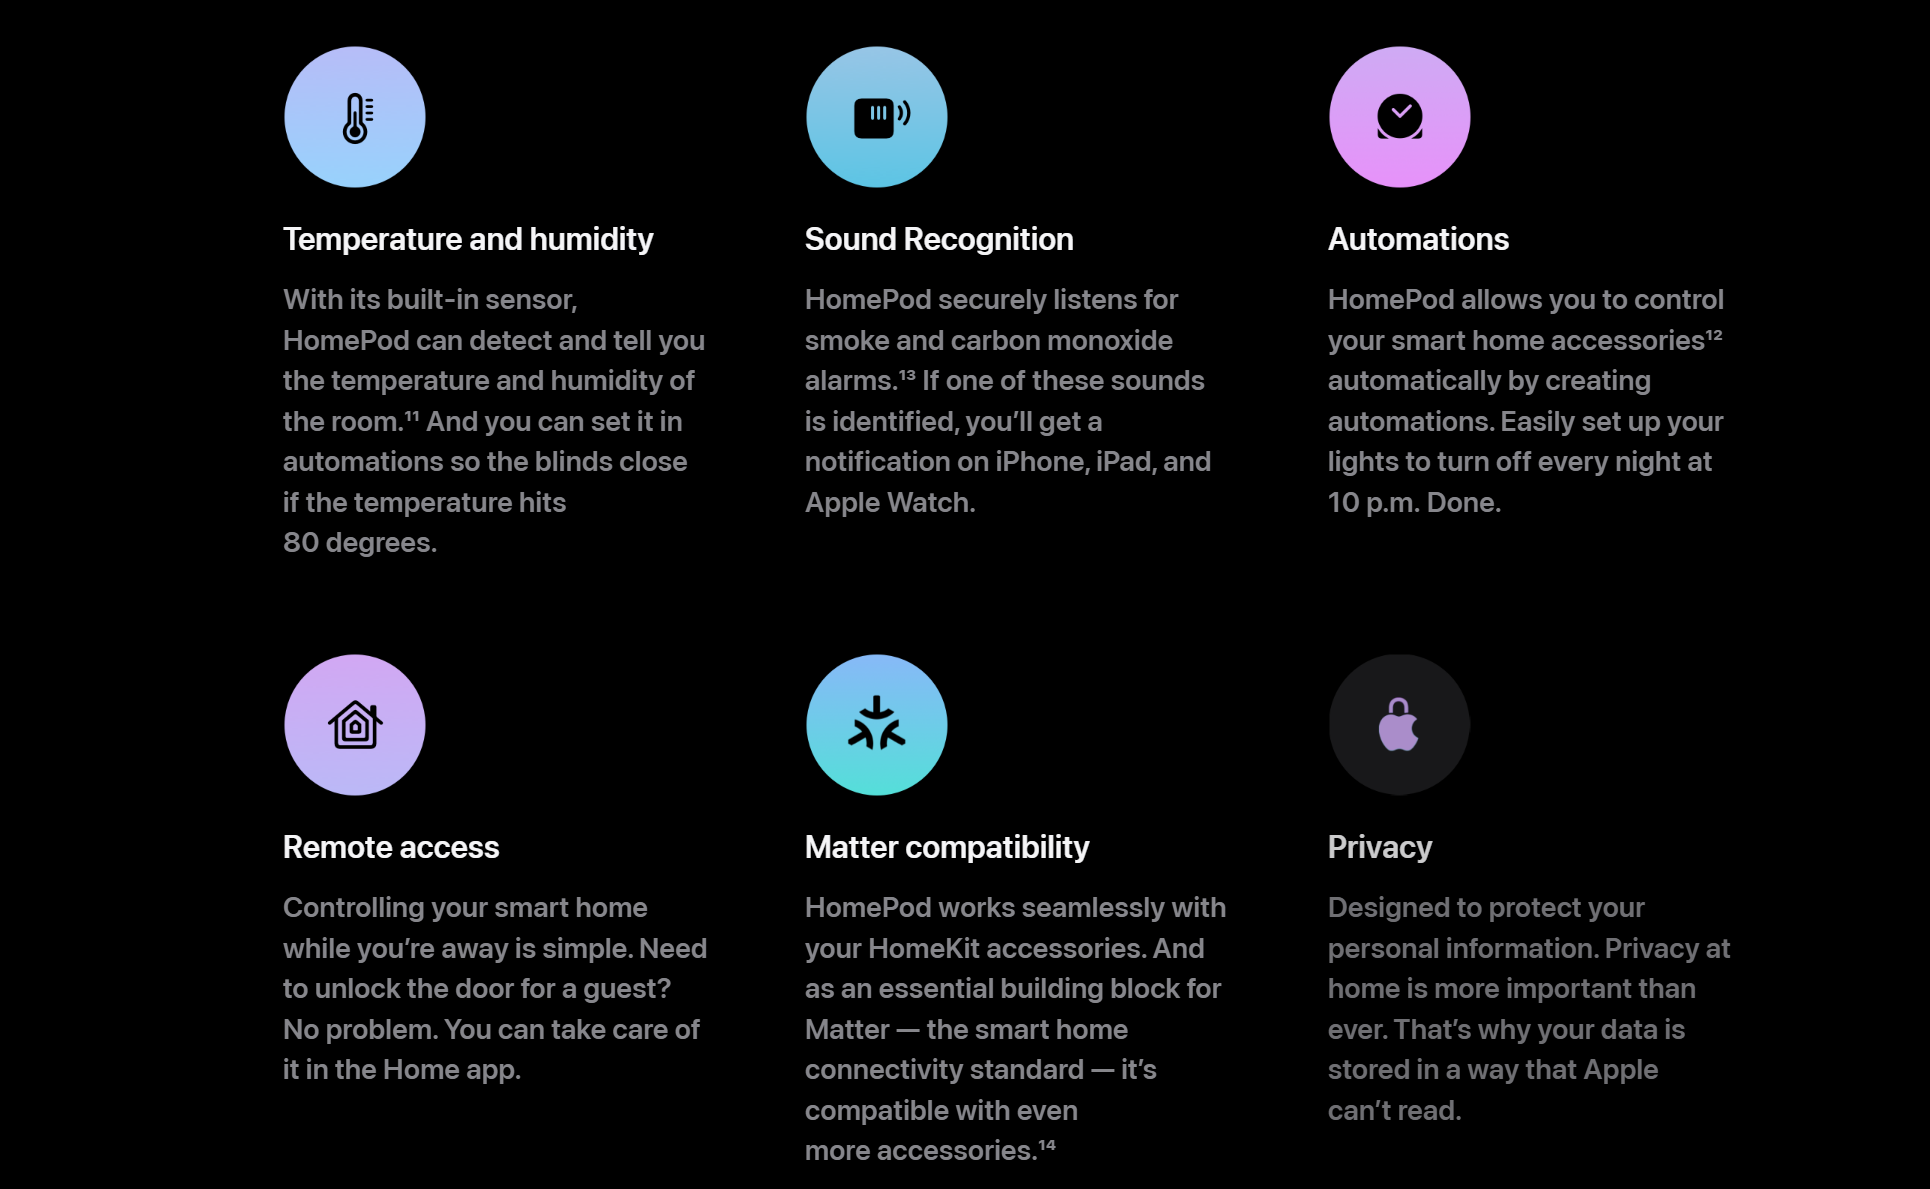 Temperature and humidity
With its built-in sensor,
HomePod can detect and tell you
the temperature and humidity of
the room.¹¹ And you can set it in
automations so the blinds close
if the temperature hits
80 degrees.
Sound Recognition
HomePod securely listens for
smoke and carbon monoxide
alarms.¹³ If one of these sounds
is identified, you’ll get a
notification on iPhone, iPad, and
Apple Watch.
Automations
HomePod allows you to control
your smart home accessories¹²
automatically by creating
automations. Easily set up your
lights to turn off every night at
10 p.m. Done.
Remote access
Controlling your smart home
while you’re away is simple. Need
to unlock the door for a guest?
No problem. You can take care of
it in the Home app.
Matter compatibility
HomePod works seamlessly with
your HomeKit accessories. And
as an essential building block for
Matter — the smart home
connectivity standard — it’s
compatible with even
more accessories.¹⁴
Privacy
Designed to protect your
personal information. Privacy at
home is more important than
ever. That’s why your data is
stored in a way that Apple
can’t read.